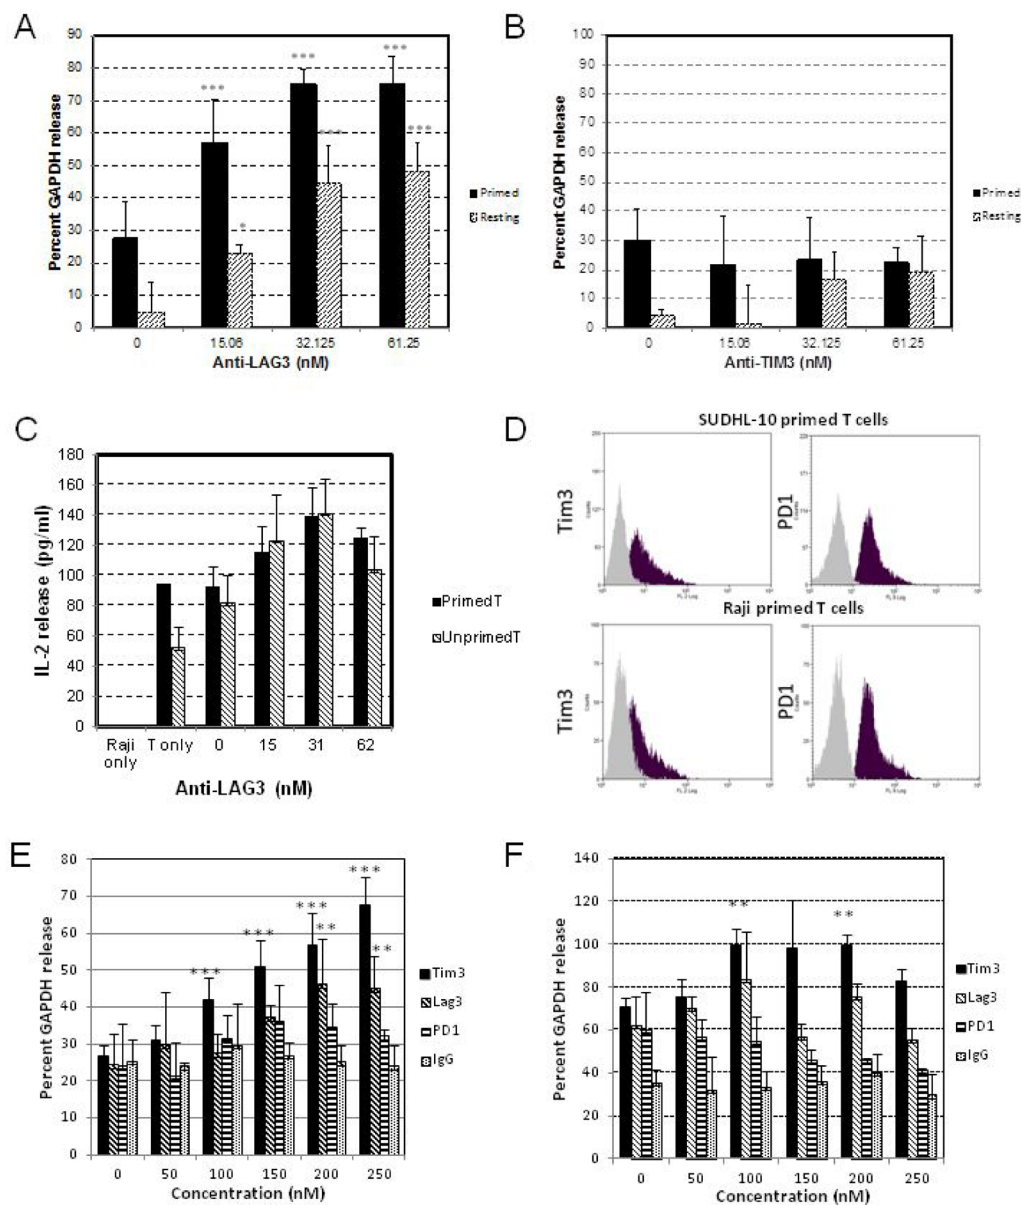 A
90
80
70
60
50
40
30
20
10
0
Percent GAPDH release
***
*
***
***
***
***
0
15.06
32.125
61.25
Anti-LAG3 (nM)
Primed
Resting
B
100
90
80
70
60
50
40
30
20
10
0
Percent GAPDH release
0
15.06
32.125
61.25
Anti-TIM3 (nM)
Primed
Resting
C
180
160
140
120
100
80
60
40
20
0
IL-2 release (pg/ml)
Raji only
T only
0
15
31
62
Anti-LAG3 (nM)
PrimedT
UnprimedT
D
SUDHL-10 primed T cells
Tim3
Counts
PD1
Counts
Raji primed T cells
Tim3
Counts
PD1
Counts
E
80
70
60
50
40
30
20
10
0
Percent GAPDH release
***
***
***
**
***
**
0
50
100
150
200
250
Concentration (nM)
Tim3
Lag3
PD1
IgG
F
140
120
100
80
60
40
20
0
Percent GAPDH release
**
**
0
50
100
150
200
250
Concentration (nM)
Tim3
Lag3
PD1
IgG